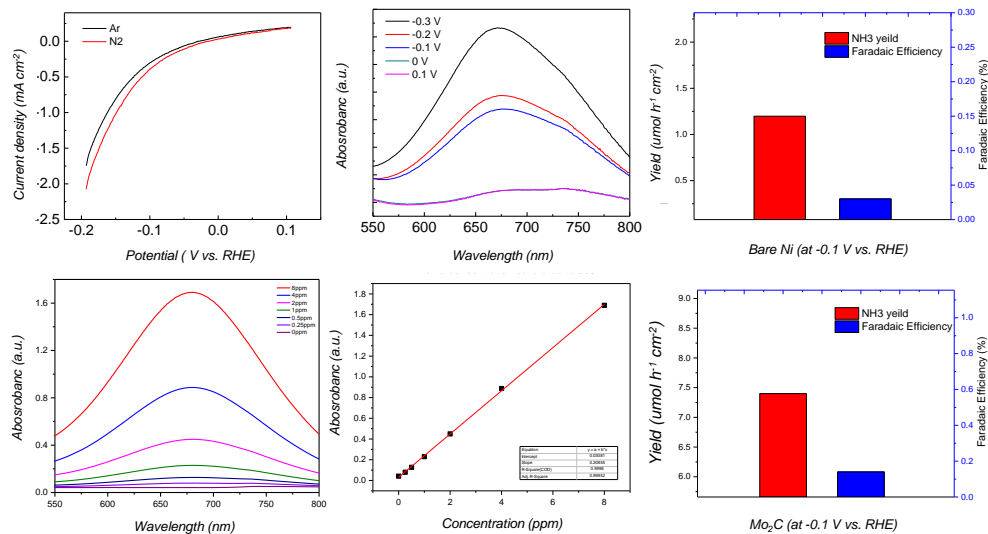 Ar
N2
0.0
-0.5
-1.0
-1.5
-2.0
-2.5
-0.2
-0.1
0.0
0.1
Current density (mA cm⁻²)
Potential ( V vs. RHE)
-0.3 V
-0.2 V
-0.1 V
0 V
0.1 V
550
600
650
700
750
800
Abosrobanc (a.u.)
Wavelength (nm)
NH3 yeild
Faradaic Efficiency
2.0
1.5
1.0
0.5
0.30
0.25
0.20
0.15
0.10
0.05
0.00
Yield (umol h⁻¹ cm⁻²)
Faradaic Efficiency (%)
Bare Ni (at -0.1 V vs. RHE)
8ppm
4ppm
2ppm
1ppm
0.5ppm
0.25ppm
0ppm
1.6
1.2
0.8
0.4
0.0
550
600
650
700
750
800
Abosrobanc (a.u.)
Wavelength (nm)
1.8
1.6
1.4
1.2
1.0
0.8
0.6
0.4
0.2
0.0
0
2
4
6
8
Abosrobanc (a.u.)
Concentration (ppm)
Equation y = a + b*x
Intercept
Slope
R-Square(COD)
Adj. R-Square
NH3 yeild
Faradaic Efficiency
9.0
8.5
8.0
7.5
7.0
6.5
6.0
1.0
0.8
0.6
0.4
0.2
0.0
Yield (umol h⁻¹ cm⁻²)
Faradaic Efficiency (%)
Mo₂C (at -0.1 V vs. RHE)